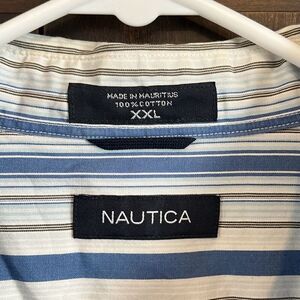 MADE IN MAURITIUS
100% COTTON
XXL
NAUTICA